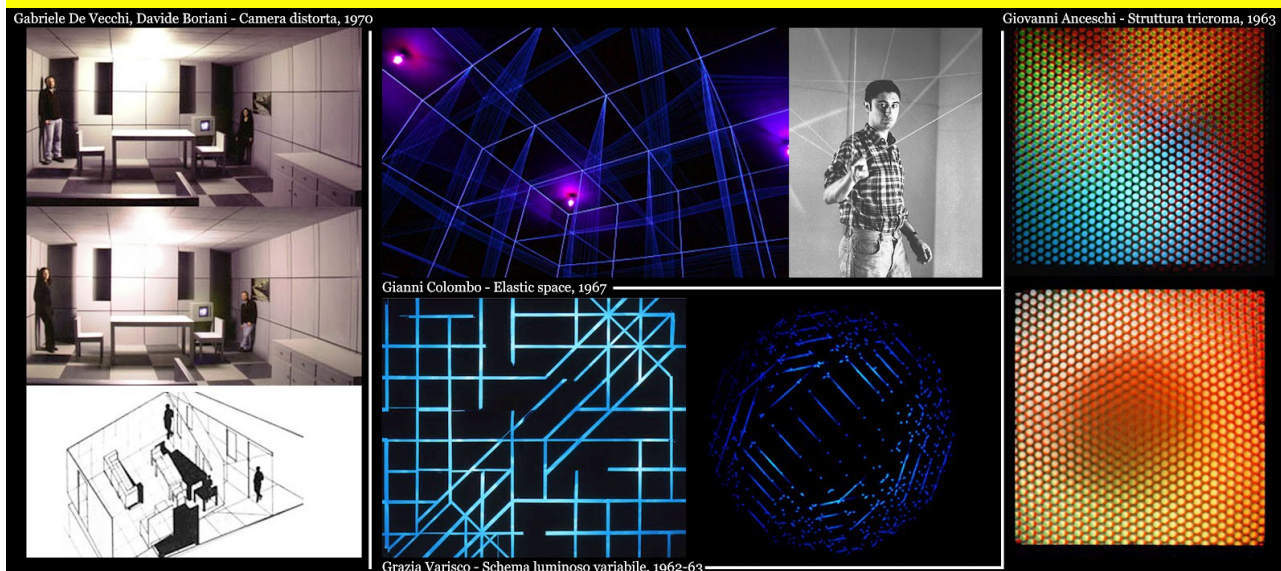 Gabriele De Vecchi, Davide Boriani - Camera distorta, 1970
Giovanni Anceschi - Struttura tricroma, 1963
Gianni Colombo - Elastic space, 1967
Grazia Varisco - Schema luminoso variabile, 1962-63